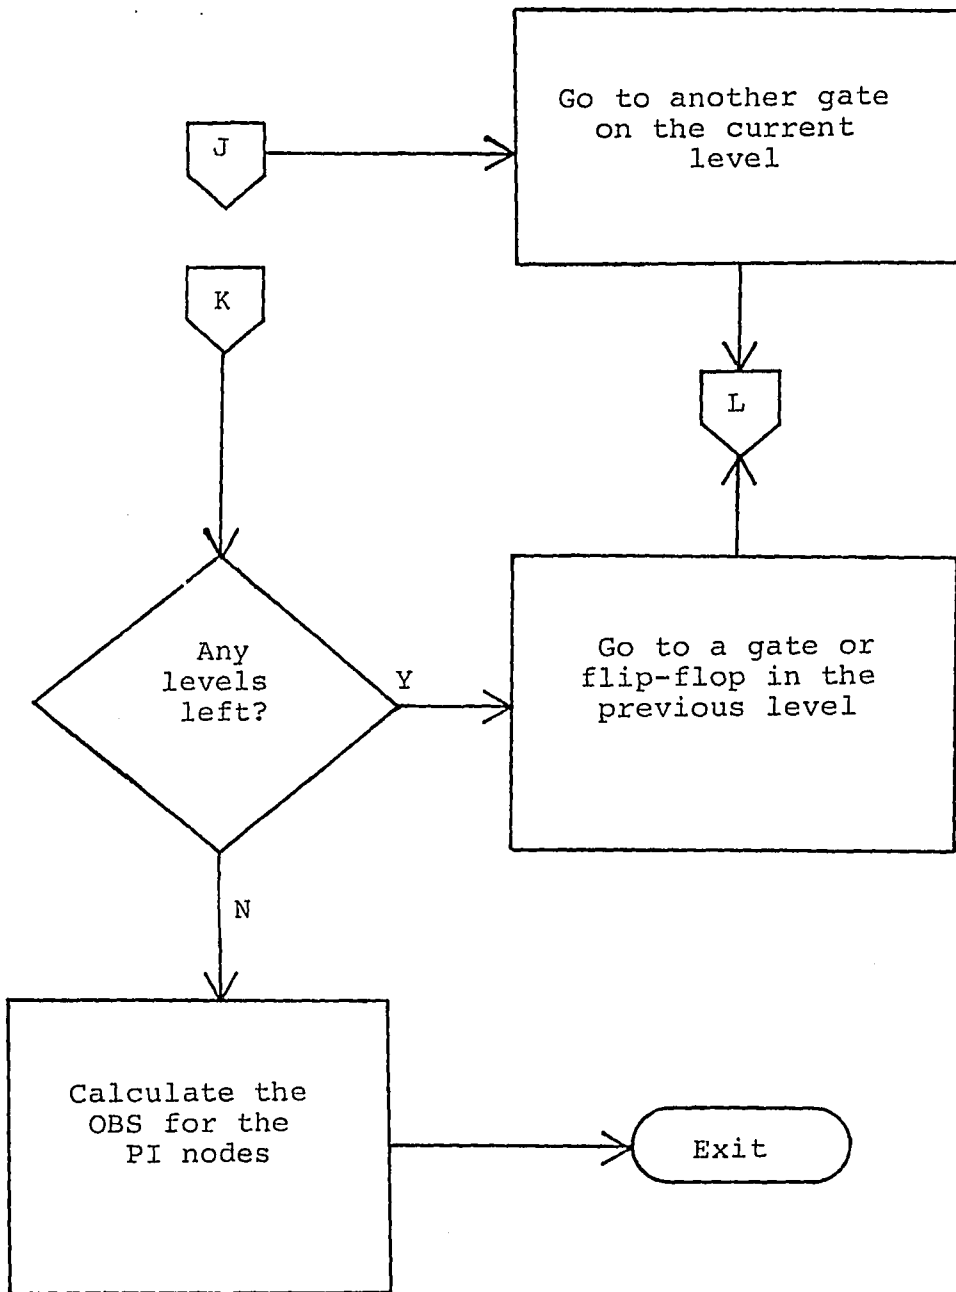 J
Go to another gate
on the current
level
K
L
Any
levels
left?
Y
Go to a gate or
flip-flop in the
previous level
N
Calculate the
OBS for the
PI nodes
Exit